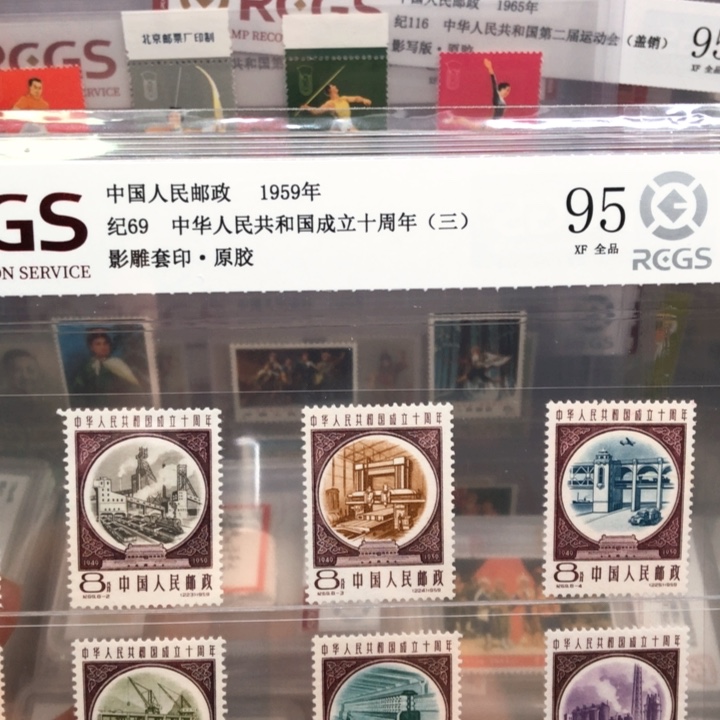 RCGS
1965年
AMP RECO
纪116 中华人民共和国第二届运动会(盖销)
影写版·原胶
95
XF 全品
北京邮票厂印制
RCGS
SERVICE
GS
ON SERVICE
中国人民邮政 1959年
纪69 中华人民共和国成立十周年(三)
影雕套印·原胶
95
XF 全品
RCGS
中华人民共和国成立十周年
1949 1959
8分 中国人民邮政
中华人民共和国成立十周年
1949 1959
8分 中国人民邮政
中华人民共和国成立十周年
1949 1959
8分 中国人民邮政
中华人民共和国成立十周年
中华人民共和国成立十周年
中华人民共和国成立十周年